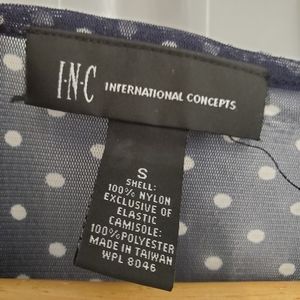 I·N·C INTERNATIONAL CONCEPTS
S
SHELL:
100% NYLON
EXCLUSIVE OF
ELASTIC
CAMISOLE:
100%POLYESTER
MADE IN TAIWAN
WPL 8046